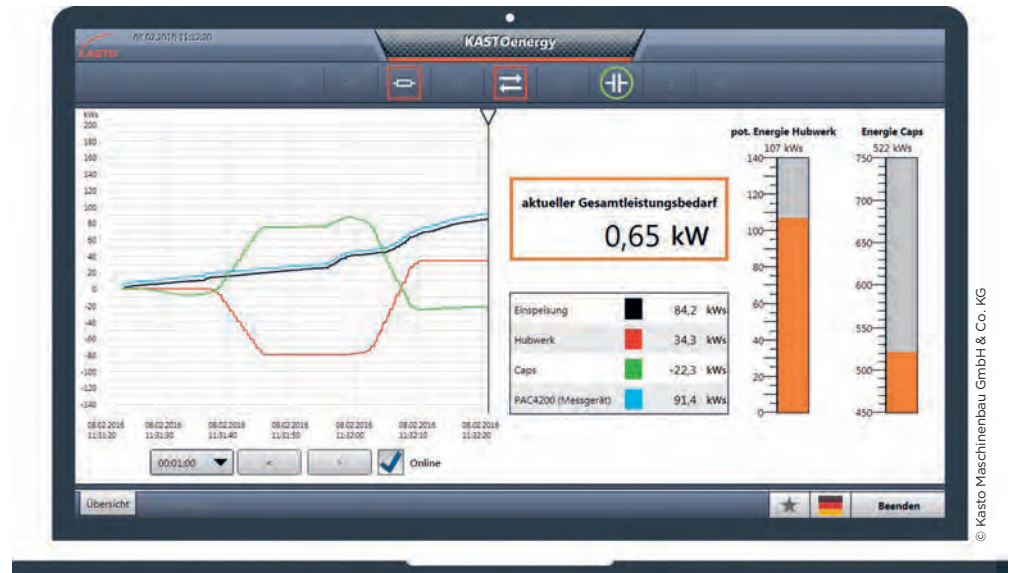 KASTO
08.02.2016 11:32:20
KASTOenergy
kWs
200
180
160
140
120
100
80
60
40
20
0
-20
-40
-60
-80
-100
-120
-140
08.02.2016 08.02.2016 08.02.2016 08.02.2016 08.02.2016 08.02.2016 08.02.2016
11:31:20 11:31:30 11:31:40 11:31:50 11:32:00 11:32:10 11:32:20
00:01:00 < > Online
aktueller Gesamtleistungsbedarf
0,65 kW
Einspeisung 84,2 kWs
Hubwerk 34,3 kWs
Caps -22,3 kWs
PAC4200 (Messgerät) 91,4 kWs
pot. Energie Hubwerk
107 kWs
140
120
100
80
60
40
20
0
Energie Caps
522 kWs
750
700
650
600
550
500
450
Übersicht
Beenden
© Kasto Maschinenbau GmbH & Co. KG